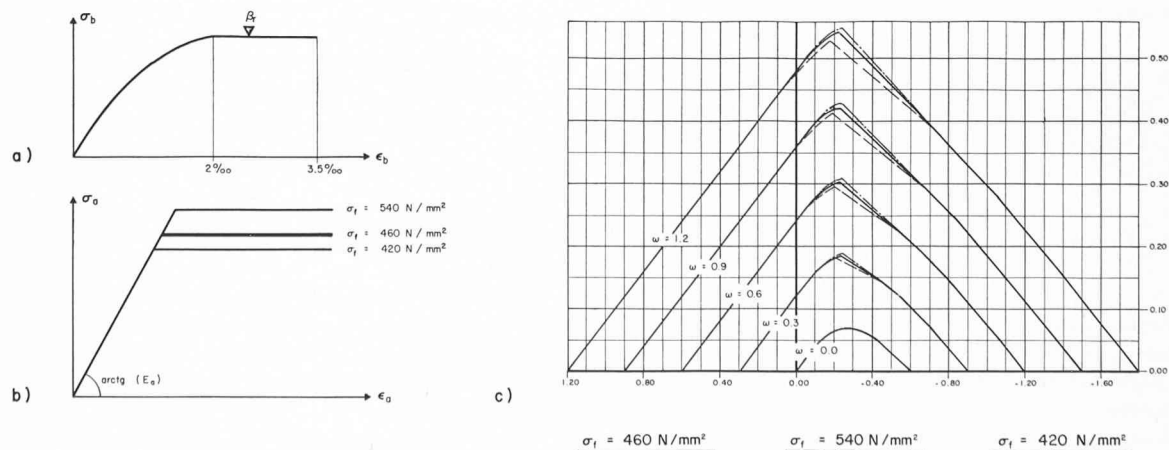 σb
βr
a)
2‰
3.5‰
εb
σa
σf = 540 N/mm²
σf = 460 N/mm²
σf = 420 N/mm²
arctg (Ea)
b)
εa
0.50
0.40
0.30
0.20
0.10
0.00
ω = 1.2
ω = 0.9
ω = 0.6
ω = 0.3
ω = 0.0
1.20
0.80
0.40
0.00
-0.40
-0.80
-1.20
-1.60
c)
σf = 460 N/mm²
σf = 540 N/mm²
σf = 420 N/mm²